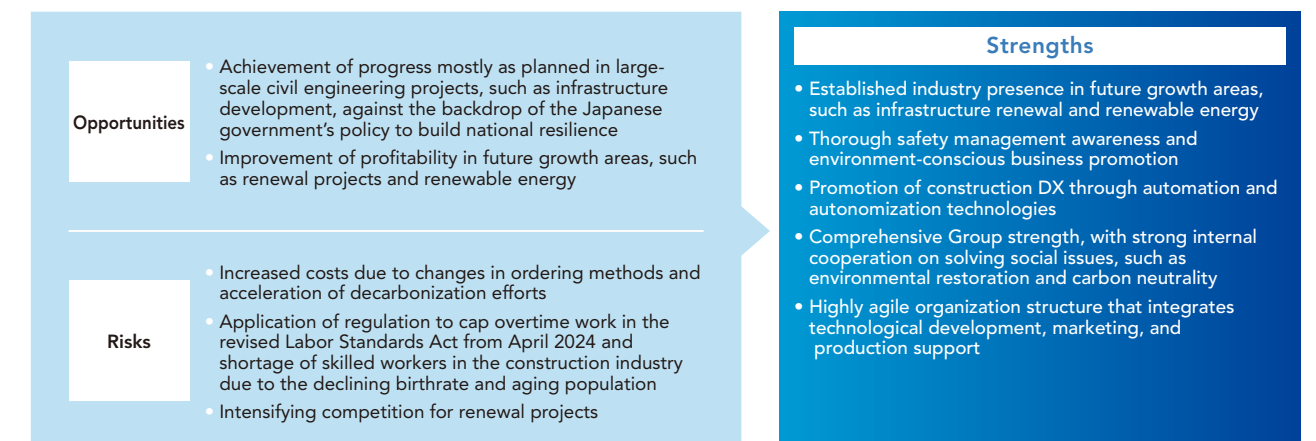 Opportunities
• Achievement of progress mostly as planned in large-
scale civil engineering projects, such as infrastructure
development, against the backdrop of the Japanese
government’s policy to build national resilience
• Improvement of profitability in future growth areas, such
as renewal projects and renewable energy
Risks
• Increased costs due to changes in ordering methods and
acceleration of decarbonization efforts
• Application of regulation to cap overtime work in the
revised Labor Standards Act from April 2024 and
shortage of skilled workers in the construction industry
due to the declining birthrate and aging population
• Intensifying competition for renewal projects
Strengths
• Established industry presence in future growth areas,
such as infrastructure renewal and renewable energy
• Thorough safety management awareness and
environment-conscious business promotion
• Promotion of construction DX through automation and
autonomization technologies
• Comprehensive Group strength, with strong internal
cooperation on solving social issues, such as
environmental restoration and carbon neutrality
• Highly agile organization structure that integrates
technological development, marketing, and
production support